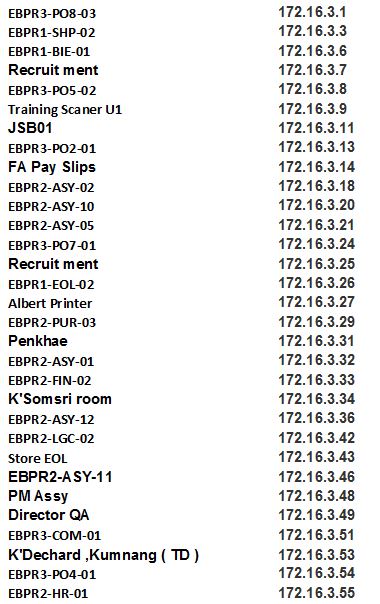 EBPR3-PO8-03 172.16.3.1
EBPR1-SHP-02 172.16.3.3
EBPR1-BIE-01 172.16.3.6
Recruit ment 172.16.3.7
EBPR3-PO5-02 172.16.3.8
Training Scaner U1 172.16.3.9
JSB01 172.16.3.11
EBPR3-PO2-01 172.16.3.13
FA Pay Slips 172.16.3.14
EBPR2-ASY-02 172.16.3.18
EBPR2-ASY-10 172.16.3.20
EBPR2-ASY-05 172.16.3.21
EBPR3-PO7-01 172.16.3.24
Recruit ment 172.16.3.25
EBPR1-EOL-02 172.16.3.26
Albert Printer 172.16.3.27
EBPR2-PUR-03 172.16.3.29
Penkhae 172.16.3.31
EBPR2-ASY-01 172.16.3.32
EBPR2-FIN-02 172.16.3.33
K'Somsri room 172.16.3.34
EBPR2-ASY-12 172.16.3.36
EBPR2-LGC-02 172.16.3.42
Store EOL 172.16.3.43
EBPR2-ASY-11 172.16.3.46
PM Assy 172.16.3.48
Director QA 172.16.3.49
EBPR3-COM-01 172.16.3.51
K'Dechard ,Kumnang ( TD ) 172.16.3.53
EBPR3-PO4-01 172.16.3.54
EBPR2-HR-01 172.16.3.55